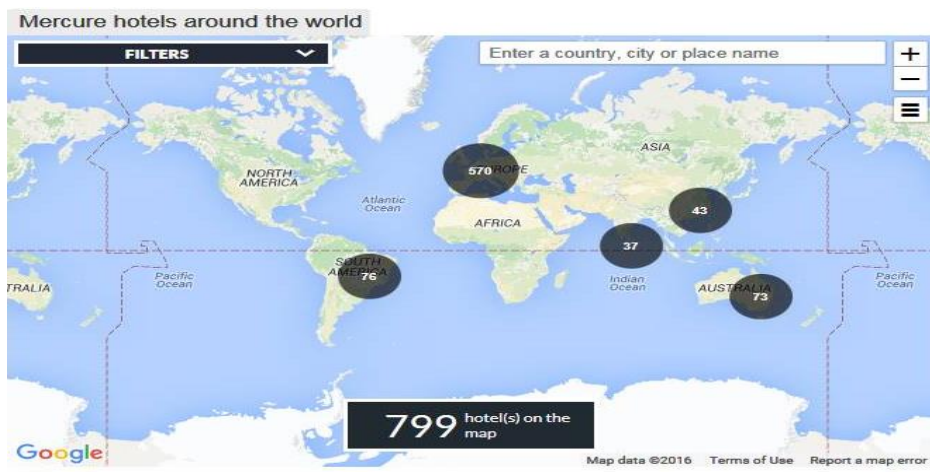 Mercure hotels around the world
FILTERS
Enter a country, city or place name
+
−
ASIA
570
EUROPE
NORTH
AMERICA
Atlantic
Ocean
43
AFRICA
37
SOUTH
AMERICA
76
Pacific
Ocean
Indian
Ocean
Pacific
Ocean
TRALIA
AUSTRALIA
73
799 hotel(s) on the
map
Google
Map data ©2016 Terms of Use Report a map error